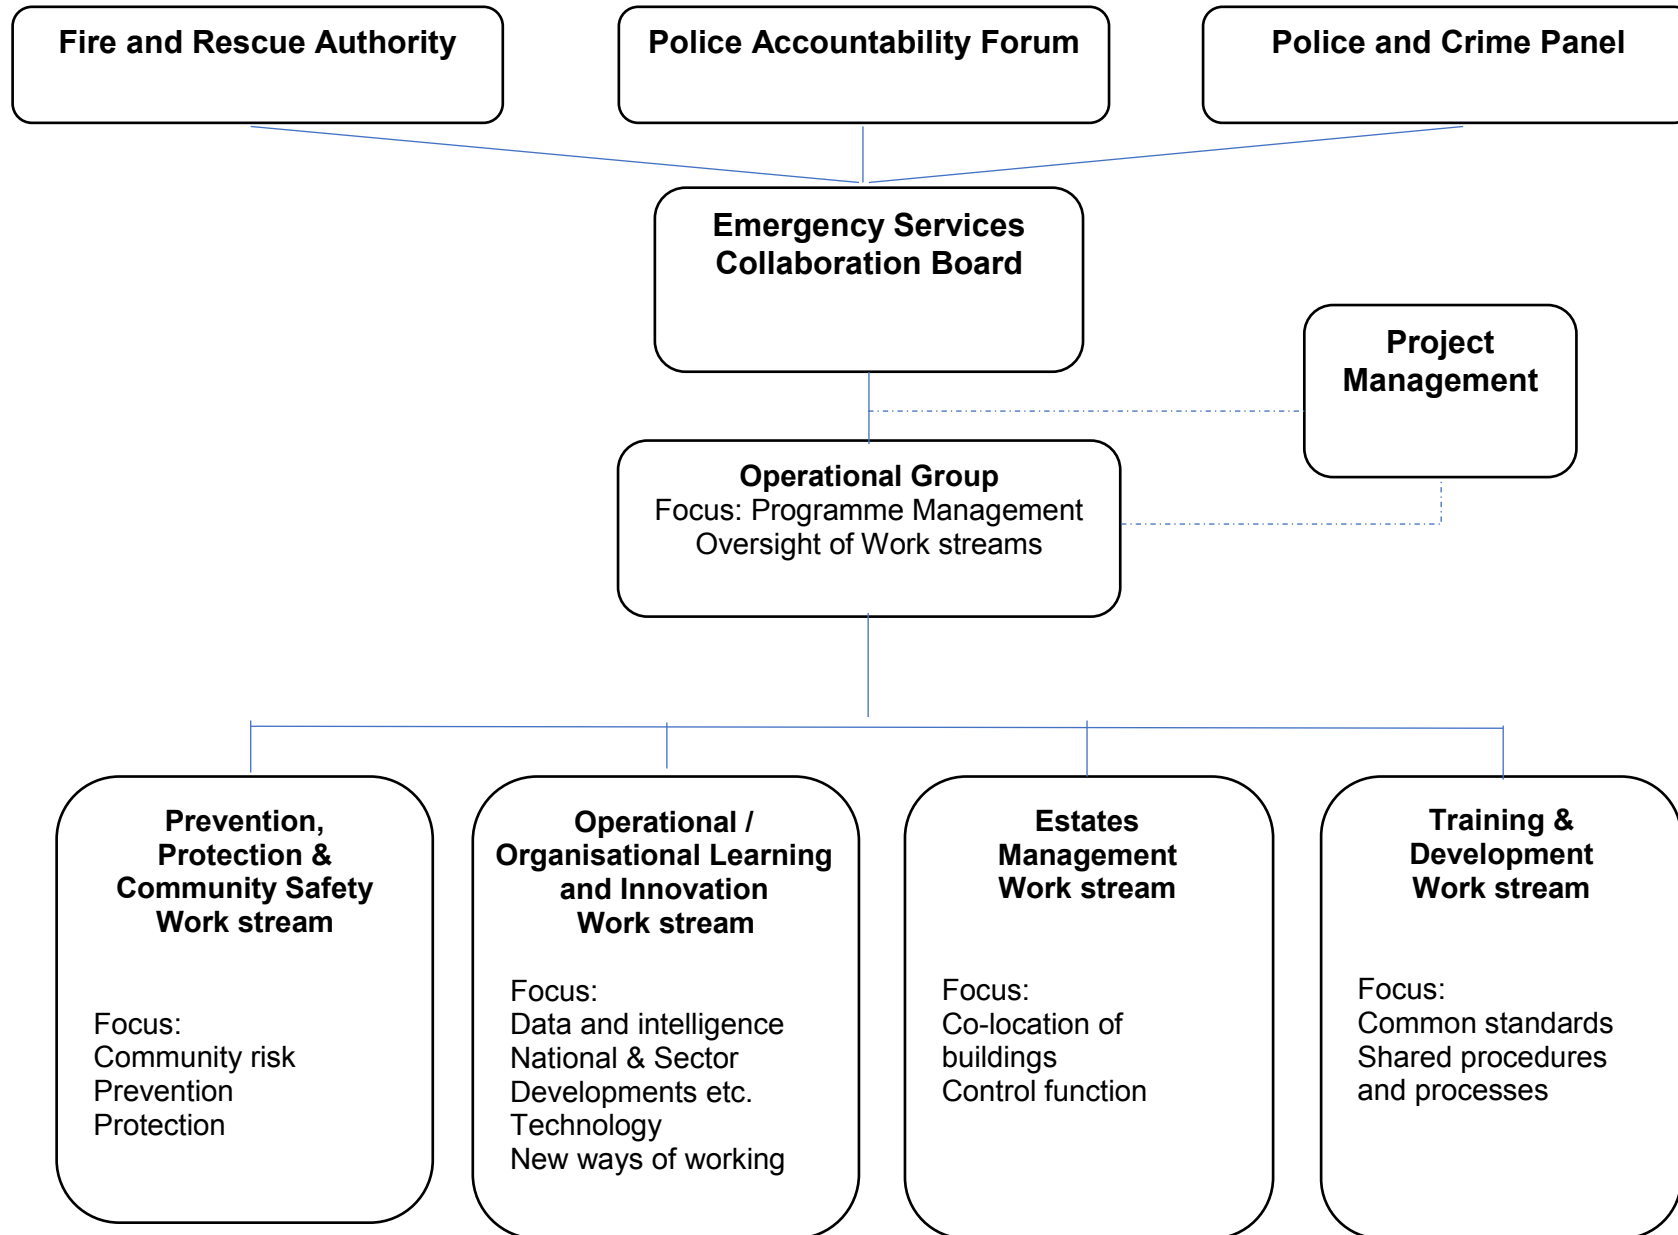 Fire and Rescue Authority
Police Accountability Forum
Police and Crime Panel
Emergency Services
Collaboration Board
Project
Management
Operational Group
Focus: Programme Management
Oversight of Work streams
Prevention,
Protection &
Community Safety
Work stream
Focus:
Community risk
Prevention
Protection
Operational /
Organisational Learning
and Innovation
Work stream
Focus:
Data and intelligence
National & Sector
Developments etc.
Technology
New ways of working
Estates
Management
Work stream
Focus:
Co-location of
buildings
Control function
Training &
Development
Work stream
Focus:
Common standards
Shared procedures
and processes